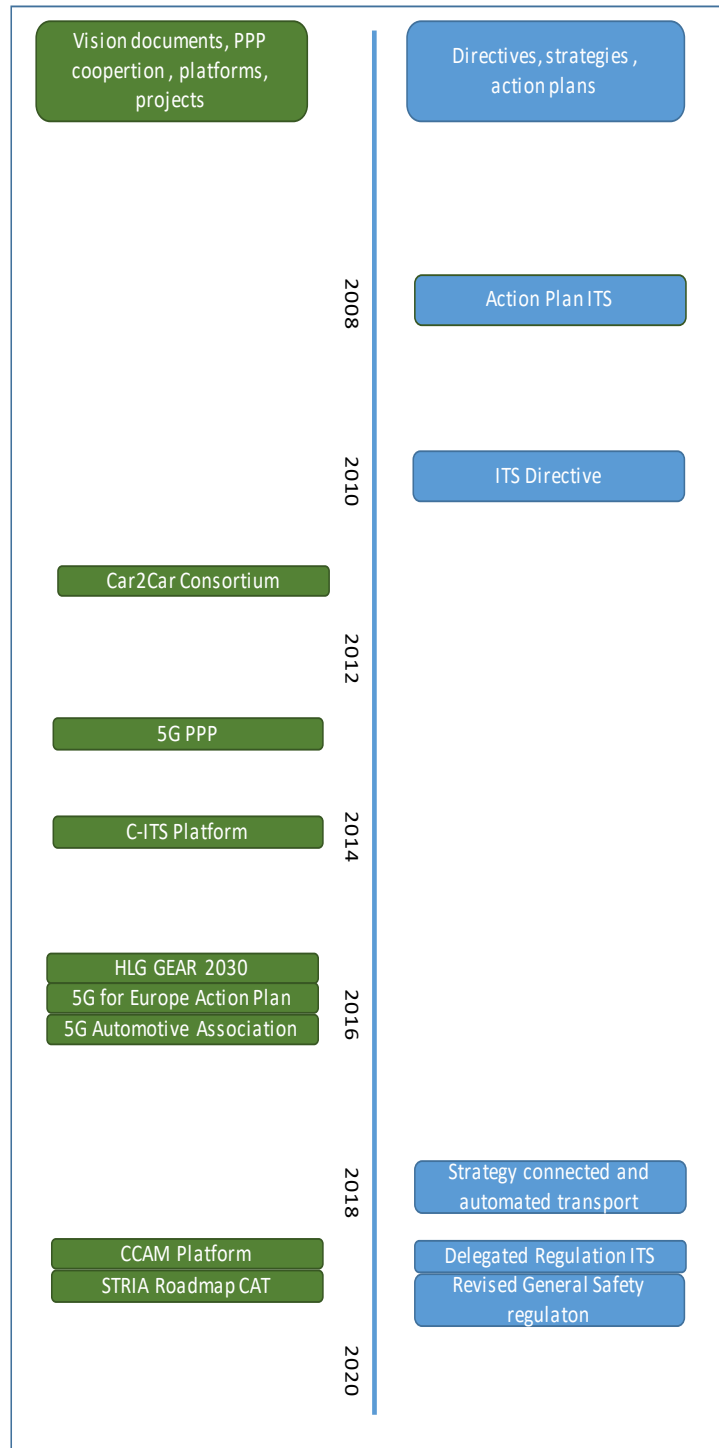 Vision documents, PPP
coopertion , platforms,
projects
Directives, strategies ,
action plans
2008
Action Plan ITS
2010
ITS Directive
Car2Car Consortium
2012
5G PPP
2014
C-ITS Platform
HLG GEAR 2030
5G for Europe Action Plan
5G Automotive Association
2016
2018
Strategy connected and
automated transport
CCAM Platform
STRIA Roadmap CAT
Delegated Regulation ITS
Revised General Safety
regulaton
2020